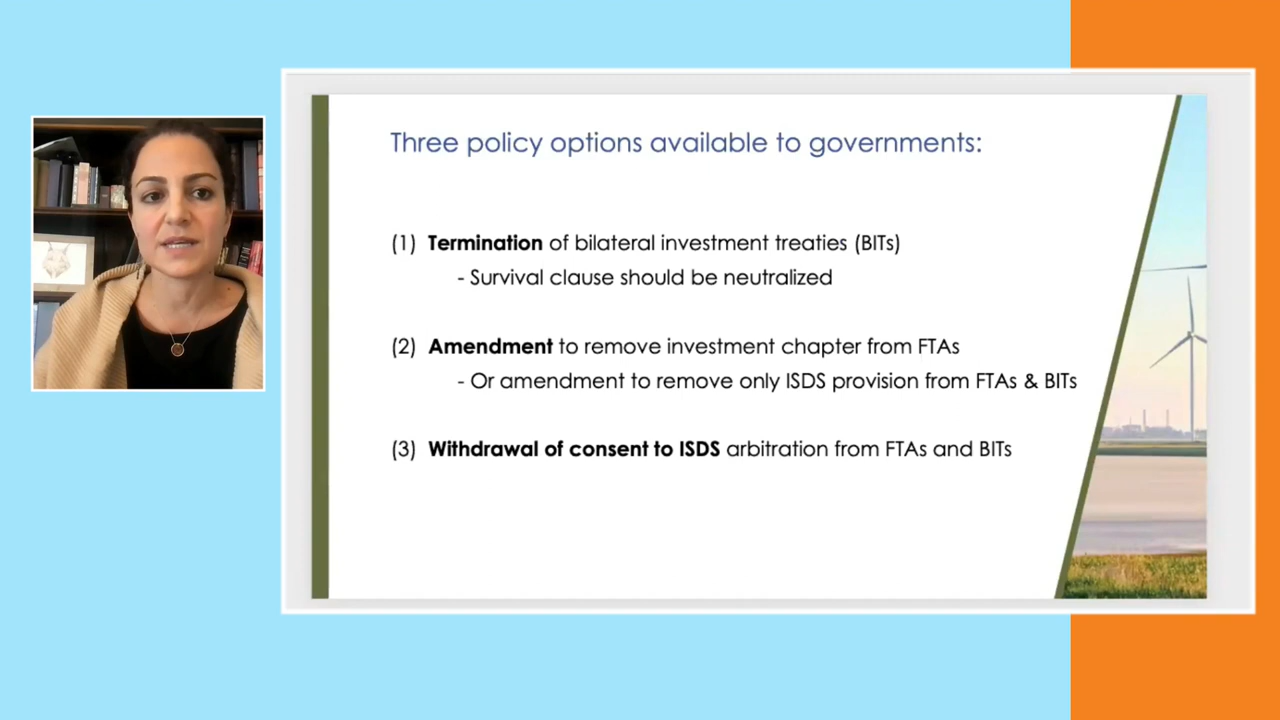 Three policy options available to governments:
(1) Termination of bilateral investment treaties (BITs)
- Survival clause should be neutralized
(2) Amendment to remove investment chapter from FTAs
- Or amendment to remove only ISDS provision from FTAs & BITs
(3) Withdrawal of consent to ISDS arbitration from FTAs and BITs